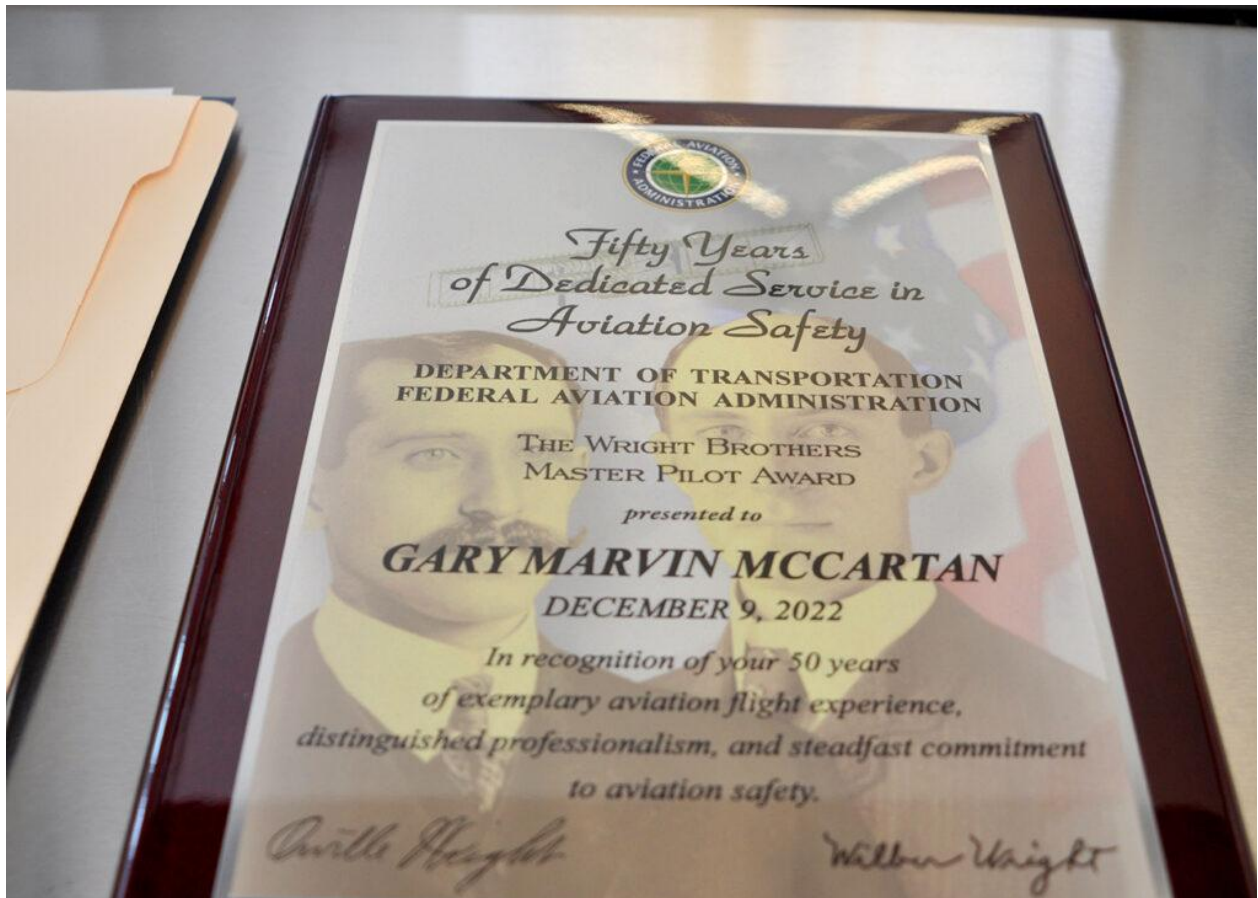 FEDERAL AVIATION ADMINISTRATION
Fifty Years
of Dedicated Service in
Aviation Safety
DEPARTMENT OF TRANSPORTATION
FEDERAL AVIATION ADMINISTRATION
THE WRIGHT BROTHERS
MASTER PILOT AWARD
presented to
GARY MARVIN MCCARTAN
DECEMBER 9, 2022
In recognition of your 50 years
of exemplary aviation flight experience,
distinguished professionalism, and steadfast commitment
to aviation safety.
Orville Wright Wilbur Wright